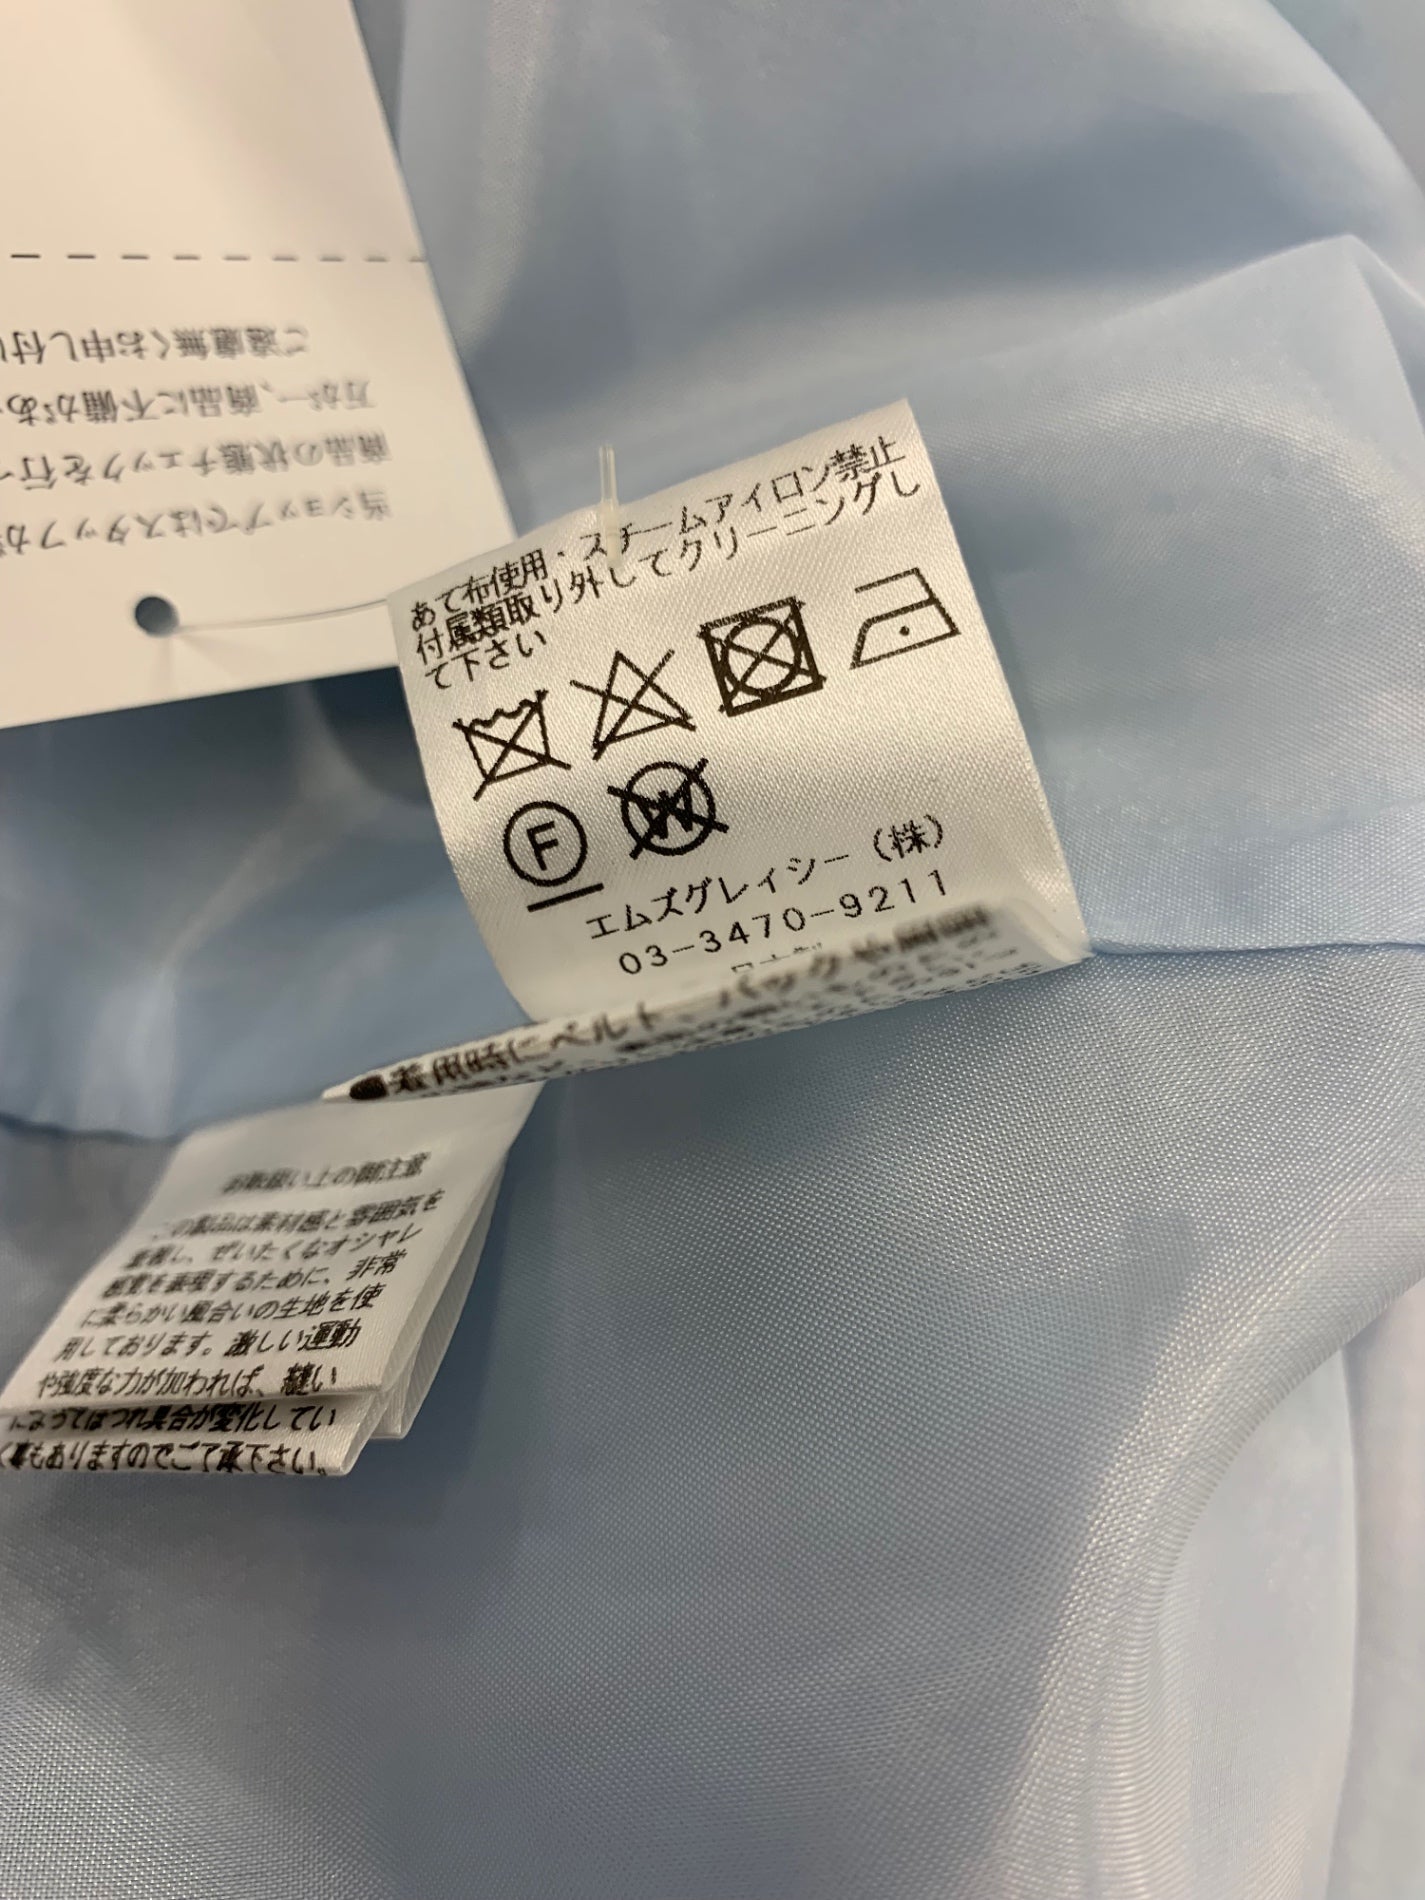 ご遠慮無くお申し付
万が一、商品に不備があ
商品の状態チェックを行
当ショップではスタッフが
あて布使用・スチームアイロン禁止
付属類取り外してクリーニングし
て下さい
F
W
エムズグレィシー（株）
03-3470-9211
●着用時にベルト、バックや
お取扱い上の御注意
この製品は素材感と雰囲気を
重視し、ぜいたくなオシャレ
感覚を表現するために、非常
に柔らかい風合いの生地を使
用しております。激しい運動
や強度な力が加われば、縫い
によってはつれ具合が変化してい
く事もありますのでご了承下さい。